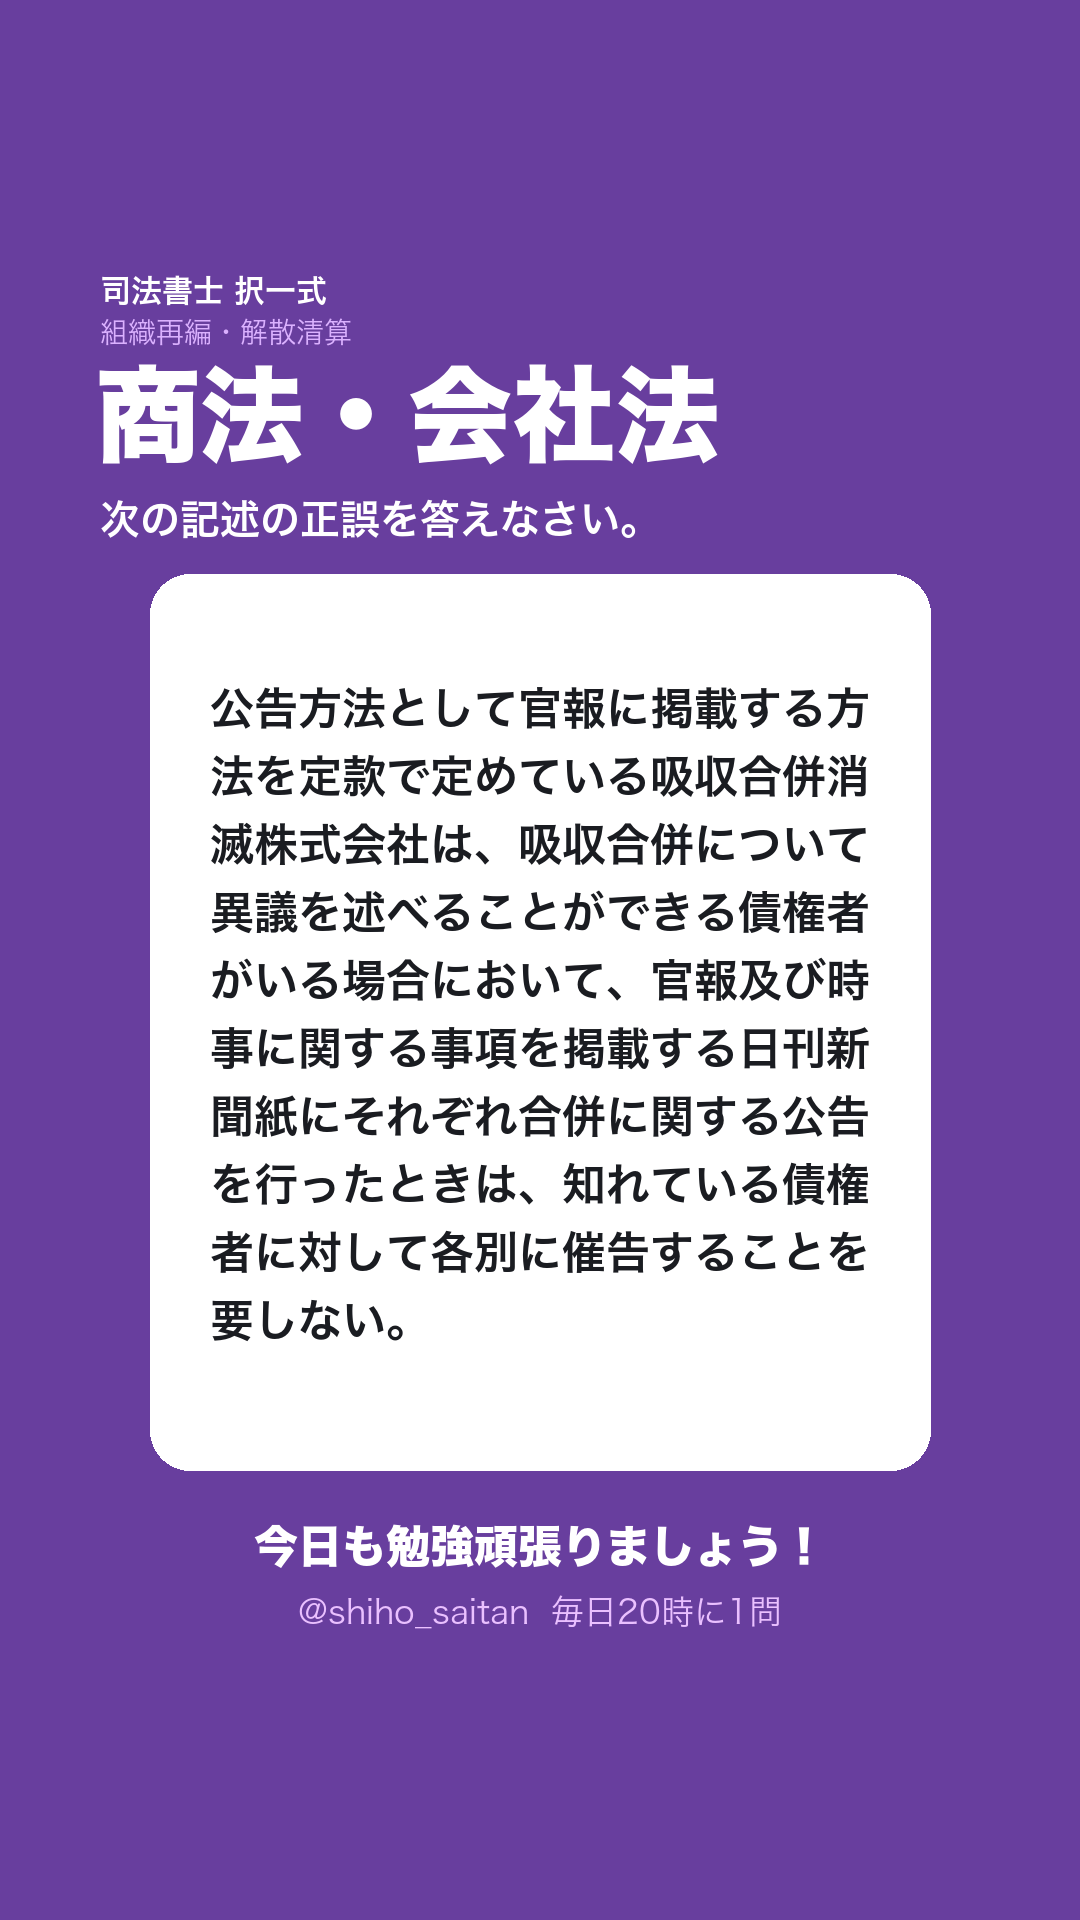 司法書士 択一式
組織再編・解散清算
商法・会社法
次の記述の正誤を答えなさい。
公告方法として官報に掲載する方
法を定款で定めている吸収合併消
滅株式会社は、吸収合併について
異議を述べることができる債権者
がいる場合において、官報及び時
事に関する事項を掲載する日刊新
聞紙にそれぞれ合併に関する公告
を行ったときは、知れている債権
者に対して各別に催告することを
要しない。
今日も勉強頑張りましょう！
@shiho_saitan 毎日20時に1問